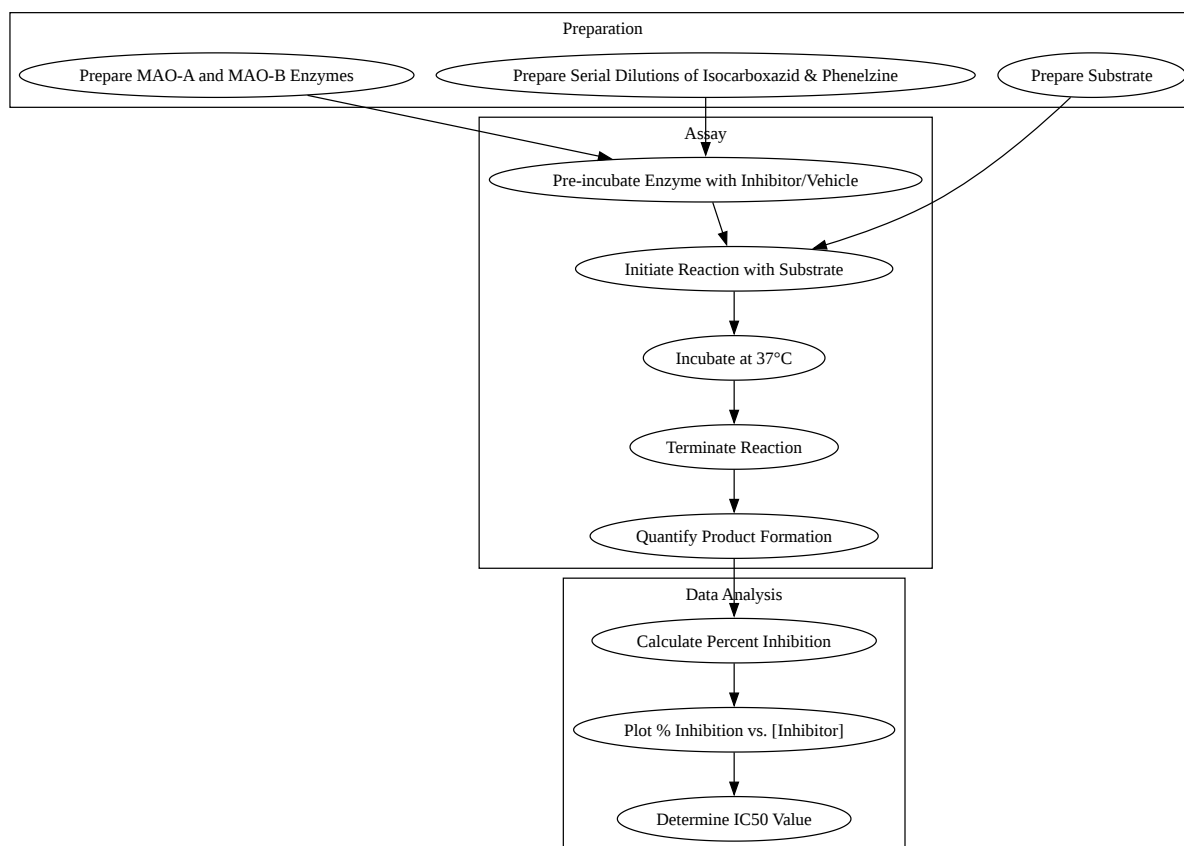 Preparation
Prepare MAO-A and MAO-B Enzymes
Prepare Serial Dilutions of Isocarboxazid & Phenelzine
Prepare Substrate
Assay
Pre-incubate Enzyme with Inhibitor/Vehicle
Initiate Reaction with Substrate
Incubate at 37°C
Terminate Reaction
Quantify Product Formation
Data Analysis
Calculate Percent Inhibition
Plot % Inhibition vs. [Inhibitor]
Determine IC50 Value